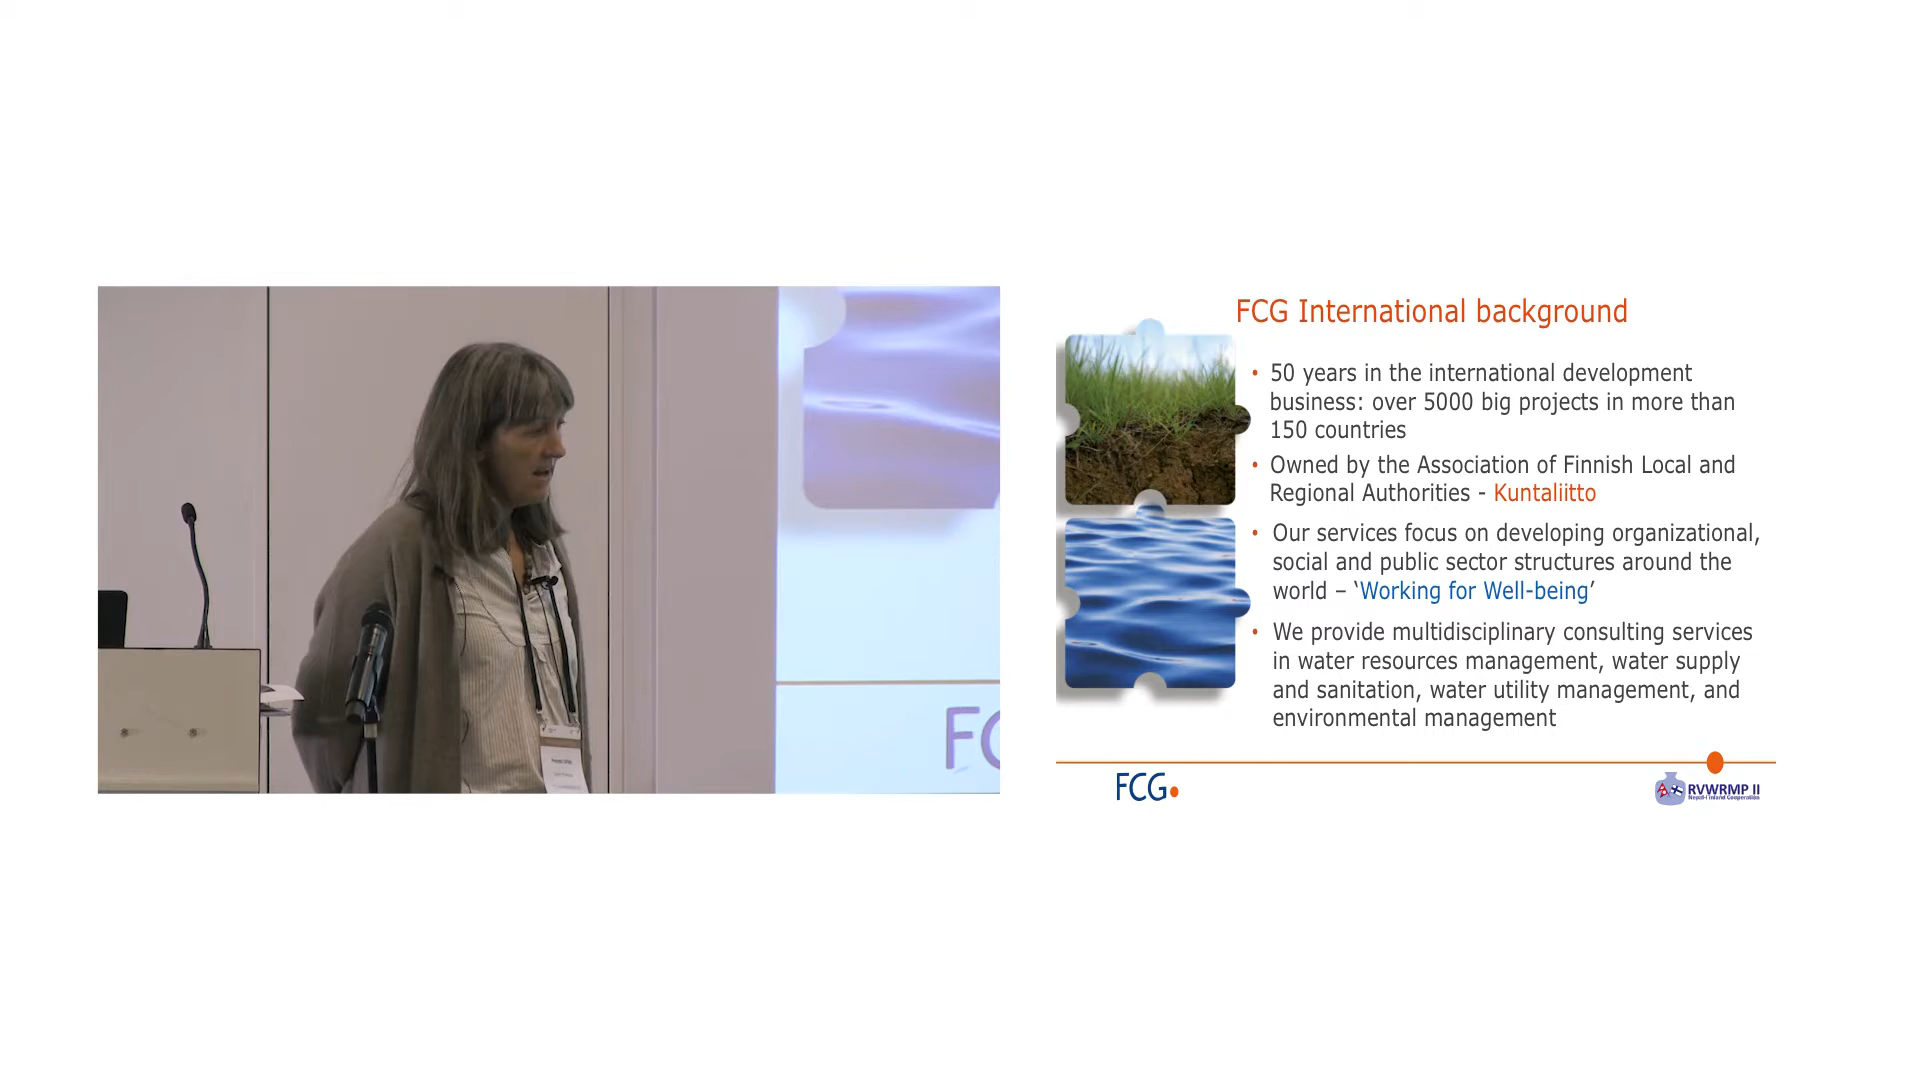 FC
FCG International background
• 50 years in the international development
business: over 5000 big projects in more than
150 countries
• Owned by the Association of Finnish Local and
Regional Authorities - Kuntaliitto
• Our services focus on developing organizational,
social and public sector structures around the
world – ‘Working for Well-being’
• We provide multidisciplinary consulting services
in water resources management, water supply
and sanitation, water utility management, and
environmental management
FCG
RVWRMP II